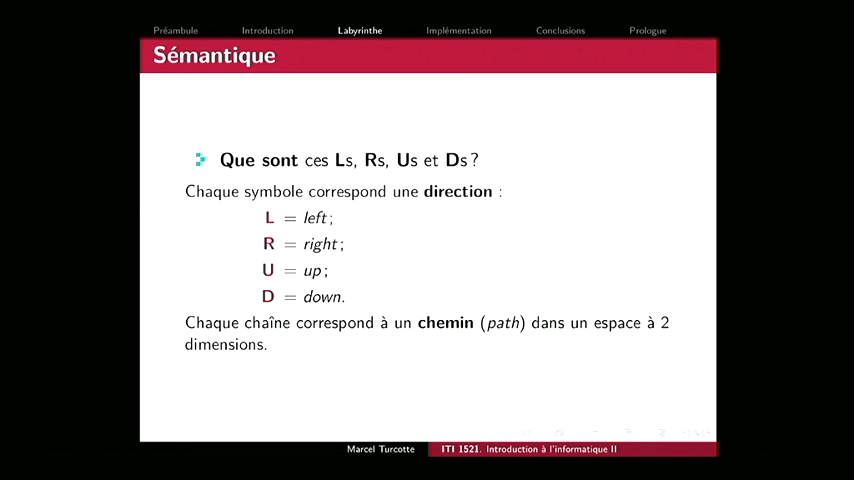 Préambule Introduction Labyrinthe Implémentation Conclusions Prologue
Sémantique
Que sont ces Ls, Rs, Us et Ds ?
Chaque symbole correspond une direction :
L = left ;
R = right ;
U = up ;
D = down.
Chaque chaîne correspond à un chemin (path) dans un espace à 2
dimensions.
Marcel Turcotte ITI 1521. Introduction à l'informatique II